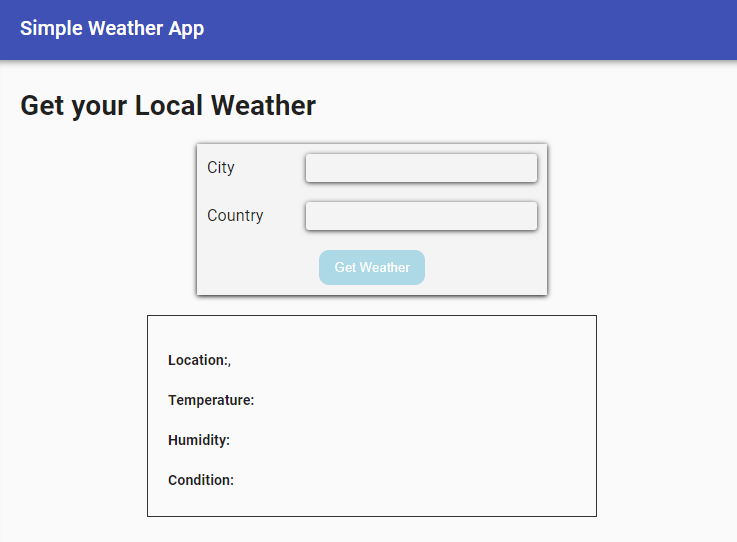 Simple Weather App
Get your Local Weather
City
Country
Get Weather
Location:,
Temperature:
Humidity:
Condition: